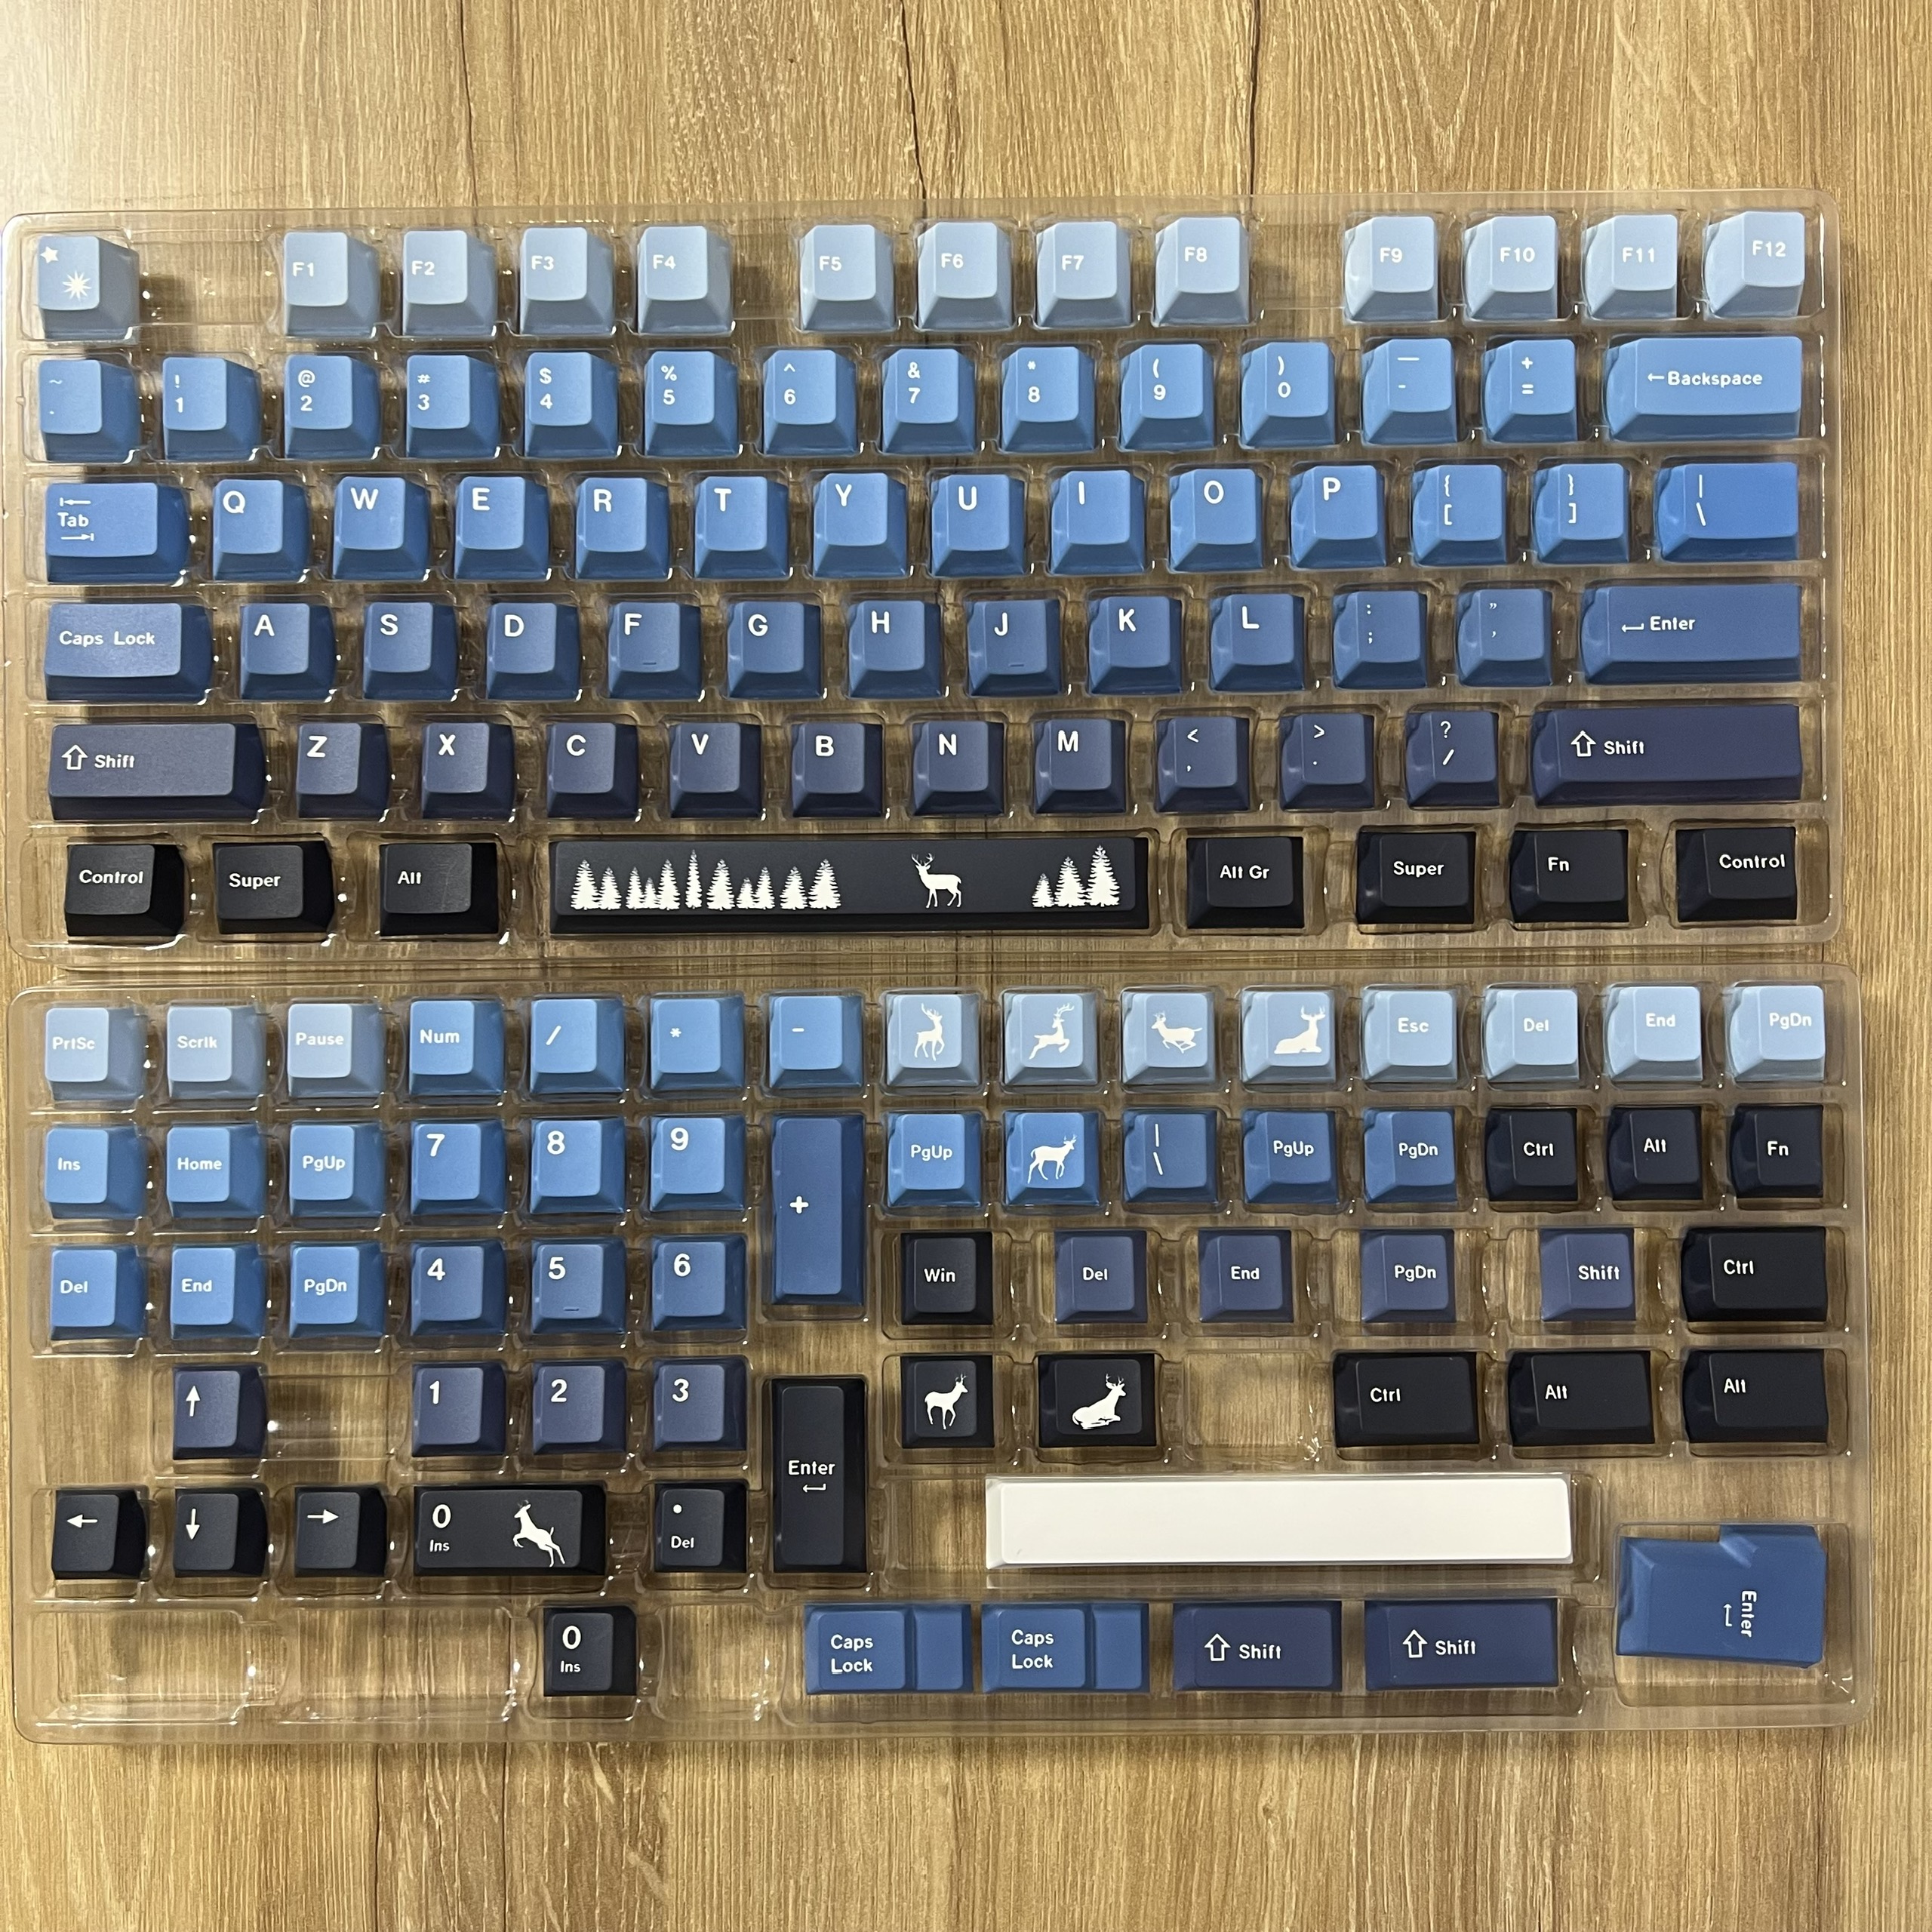 F1 F2 F3 F4 F5 F6 F7 F8 F9 F10 F11 F12
~ ! @ # $ % ^ & * ( ) — +
1 2 3 4 5 6 7 8 9 0 - = ←Backspace
Tab Q W E R T Y U I O P { } |
[ ] \
Caps Lock A S D F G H J K L : ” Enter
; ’
⇧ Shift Z X C V B N M < > ? ⇧ Shift
, . /
Control Super Alt Alt Gr Super Fn Control
PrtSc Scrlk Pause Num / * - Esc Del End PgDn
Ins Home PgUp 7 8 9 + PgUp | PgUp PgDn Ctrl Alt Fn
\
Del End PgDn 4 5 6 Win Del End PgDn Shift Ctrl
↑ 1 2 3 Enter Ctrl Alt Alt
← ↓ → 0 . Enter
Ins Del
0 Caps Caps ⇧ Shift ⇧ Shift
Ins Lock Lock